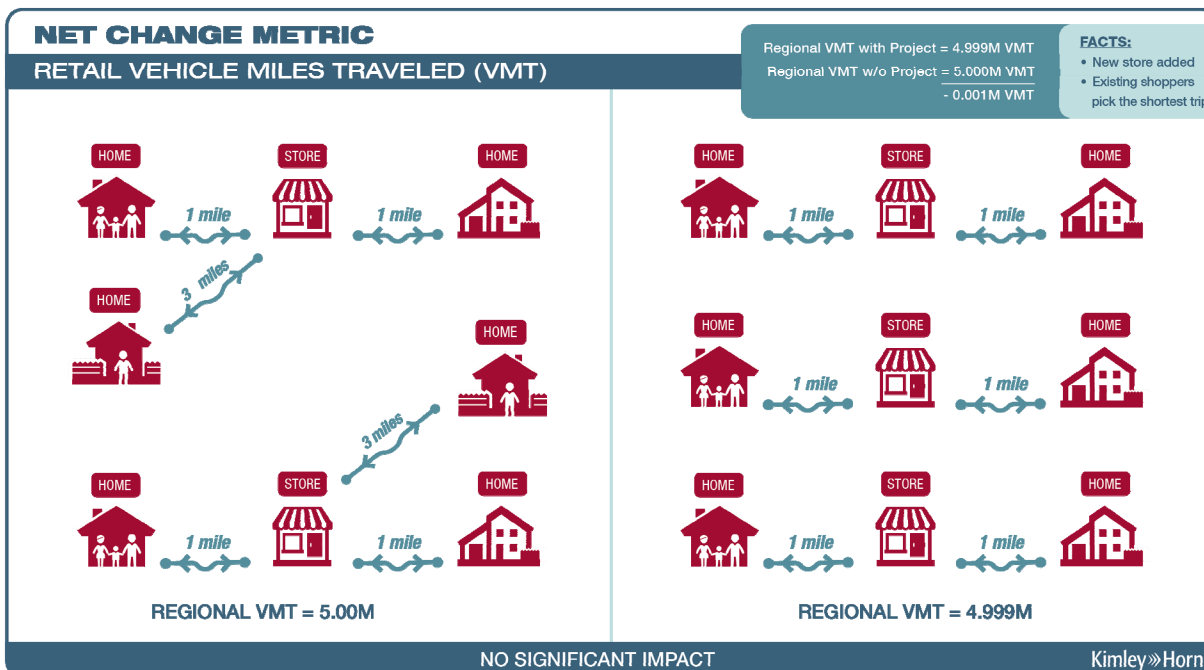 NET CHANGE METRIC
RETAIL VEHICLE MILES TRAVELED (VMT)
Regional VMT with Project = 4.999M VMT
Regional VMT w/o Project = 5.000M VMT
- 0.001M VMT
FACTS:
• New store added
• Existing shoppers
pick the shortest trip
HOME
STORE
HOME
1 mile
1 mile
3 miles
HOME
HOME
3 miles
HOME
STORE
HOME
1 mile
1 mile
REGIONAL VMT = 5.00M
HOME
STORE
HOME
1 mile
1 mile
HOME
STORE
HOME
1 mile
1 mile
HOME
STORE
HOME
1 mile
1 mile
REGIONAL VMT = 4.999M
NO SIGNIFICANT IMPACT
Kimley»Horn